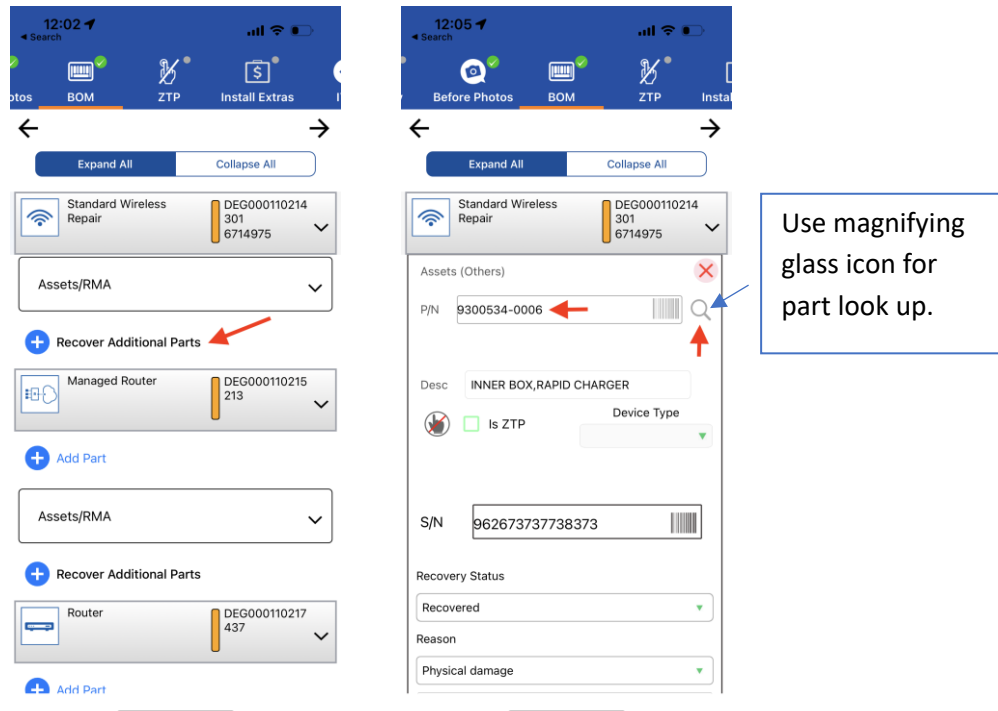 12:02
◀ Search
otos
BOM
ZTP
Install Extras
Expand All
Collapse All
Standard Wireless
Repair
DEG000110214
301
6714975
Assets/RMA
Recover Additional Parts
Managed Router
DEG000110215
213
Add Part
Assets/RMA
Recover Additional Parts
Router
DEG000110217
437
Add Part
12:05
◀ Search
Before Photos
BOM
ZTP
Instal
Expand All
Collapse All
Standard Wireless
Repair
DEG000110214
301
6714975
Assets (Others)
P/N
9300534-0006
Desc
INNER BOX,RAPID CHARGER
Is ZTP
Device Type
S/N
962673737738373
Recovery Status
Recovered
Reason
Physical damage
Use magnifying
glass icon for
part look up.